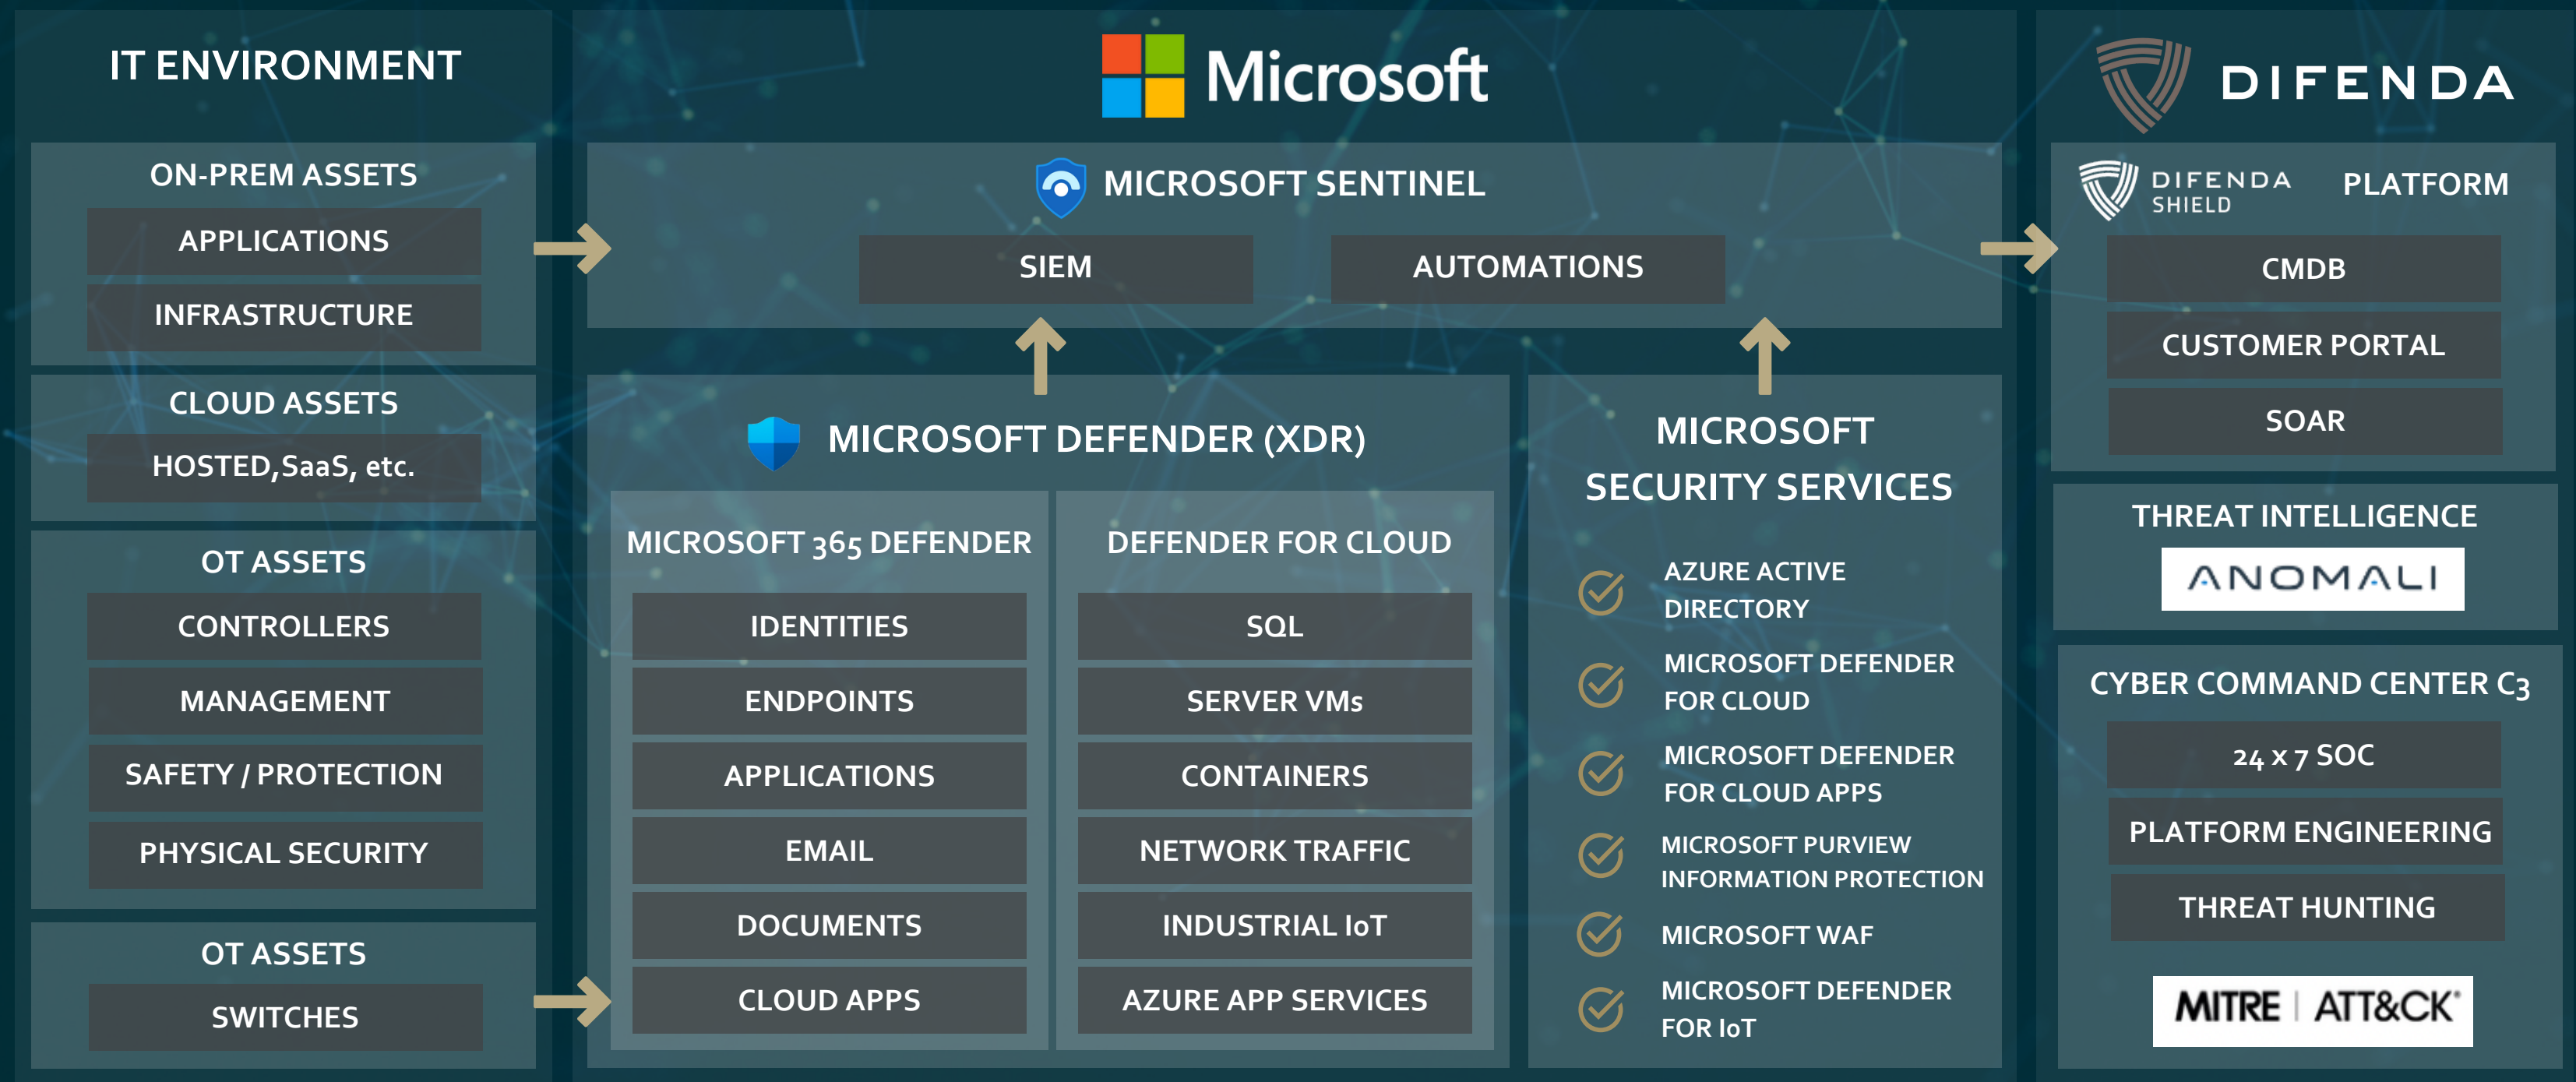 IT ENVIRONMENT
ON-PREM ASSETS
APPLICATIONS
INFRASTRUCTURE
CLOUD ASSETS
HOSTED, SaaS, etc.
OT ASSETS
CONTROLLERS
MANAGEMENT
SAFETY / PROTECTION
PHYSICAL SECURITY
OT ASSETS
SWITCHES
Microsoft
MICROSOFT SENTINEL
SIEM
AUTOMATIONS
MICROSOFT DEFENDER (XDR)
MICROSOFT 365 DEFENDER
IDENTITIES
ENDPOINTS
APPLICATIONS
EMAIL
DOCUMENTS
CLOUD APPS
DEFENDER FOR CLOUD
SQL
SERVER VMs
CONTAINERS
NETWORK TRAFFIC
INDUSTRIAL IoT
AZURE APP SERVICES
MICROSOFT
SECURITY SERVICES
AZURE ACTIVE
DIRECTORY
MICROSOFT DEFENDER
FOR CLOUD
MICROSOFT DEFENDER
FOR CLOUD APPS
MICROSOFT PURVIEW
INFORMATION PROTECTION
MICROSOFT WAF
MICROSOFT DEFENDER
FOR IoT
DIFENDA
DIFENDA
SHIELD
PLATFORM
CMDB
CUSTOMER PORTAL
SOAR
THREAT INTELLIGENCE
ANOMALI
CYBER COMMAND CENTER C3
24 x 7 SOC
PLATFORM ENGINEERING
THREAT HUNTING
MITRE | ATT&CK®